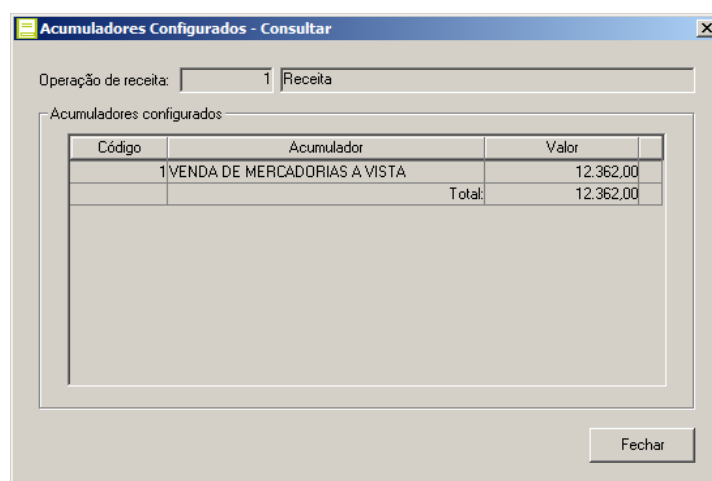 Acumuladores Configurados - Consultar
Operação de receita: 1 Receita
Acumuladores configurados
Código Acumulador Valor
1 VENDA DE MERCADORIAS A VISTA 12.362,00
Total: 12.362,00
Fechar